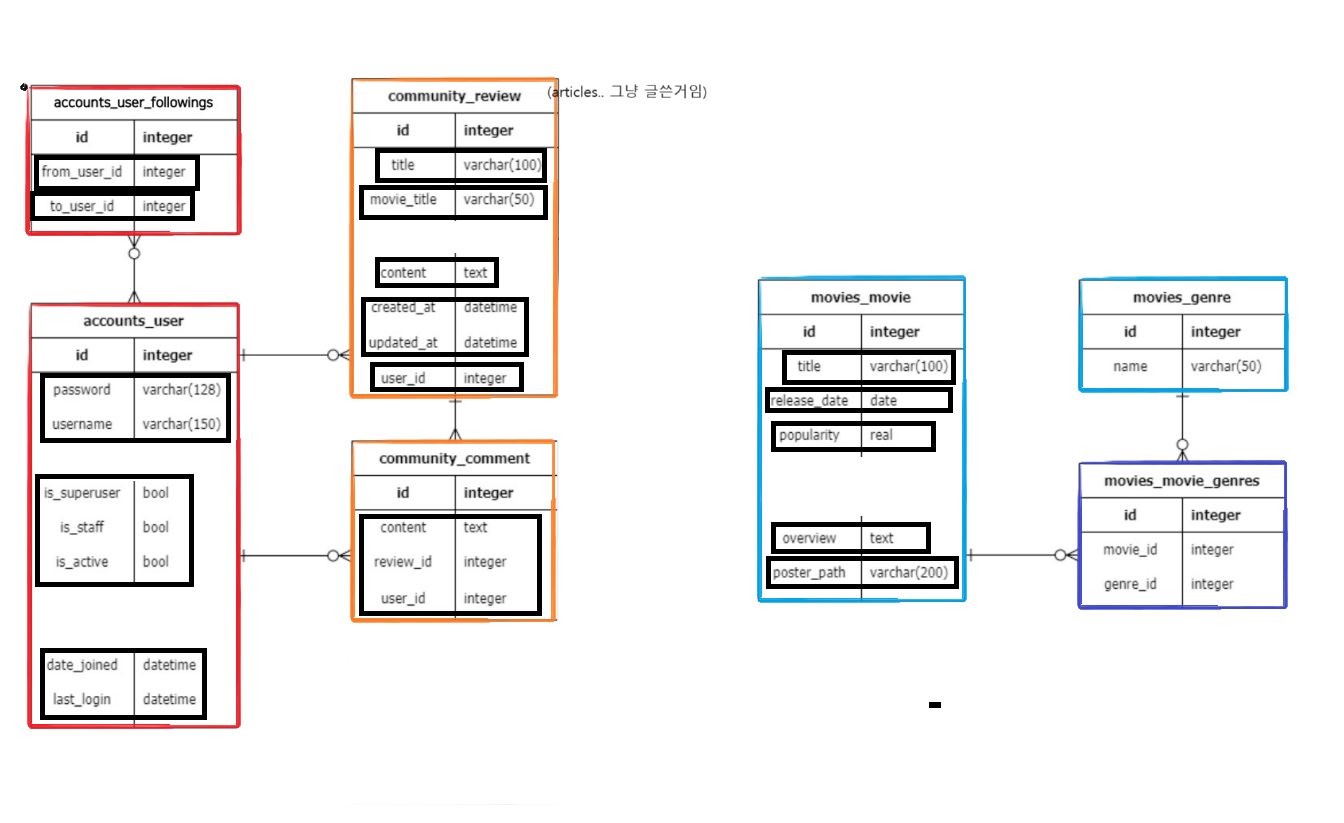 accounts_user_followings
id integer
from_user_id integer
to_user_id integer
accounts_user
id integer
password varchar(128)
username varchar(150)
is_superuser bool
is_staff bool
is_active bool
date_joined datetime
last_login datetime
community_review
(articles.. 그냥 글쓴거임)
id integer
title varchar(100)
movie_title varchar(50)
content text
created_at datetime
updated_at datetime
user_id integer
community_comment
id integer
content text
review_id integer
user_id integer
movies_movie
id integer
title varchar(100)
release_date date
popularity real
overview text
poster_path varchar(200)
movies_genre
id integer
name varchar(50)
movies_movie_genres
id integer
movie_id integer
genre_id integer